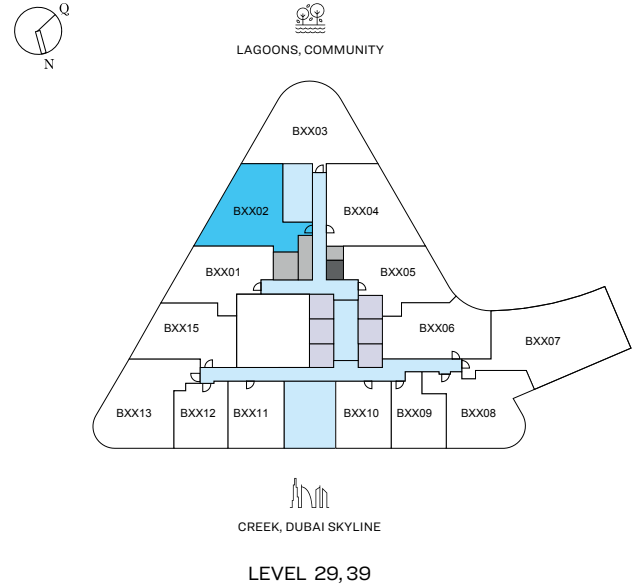 Q
N
LAGOONS, COMMUNITY
BXX03
BXX02
BXX04
BXX01
BXX05
BXX15
BXX06
BXX07
BXX13
BXX12
BXX11
BXX10
BXX09
BXX08
CREEK, DUBAI SKYLINE
LEVEL 29,39